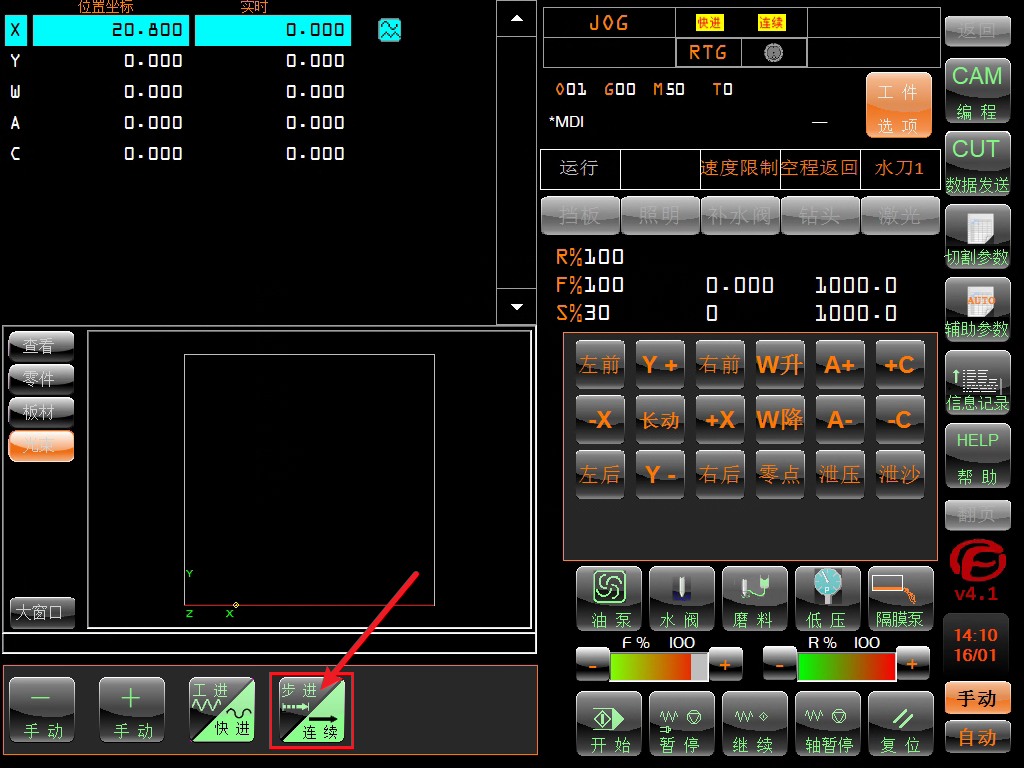 位置坐标 实时
X 20.800 0.000
Y 0.000 0.000
W 0.000 0.000
A 0.000 0.000
C 0.000 0.000
JOG 快进 连续
RTG
O01 G00 M50 T0
*MDI —
工件
选项
运行 速度限制 空程返回 水刀1
挡板 照明 补水阀 钻头 激光
R%100
F%100 0.000 1000.0
S%30 0 1000.0
左前 Y + 右前 W升 A+ +C
-X 长动 +X W降 A- -C
左后 Y - 右后 零点 泄压 泄沙
油泵 水阀 磨料 低压 隔膜泵
F % 100 R % 100
- + - +
开始 暂停 继续 轴暂停 复位
查看
零件
板材
光束
大窗口
Y
Z X
— 手动
+ 手动
工进
快进
步进
连续
返回
CAM
编程
CUT
数据发送
切割参数
AUTO
辅助参数
信息记录
HELP
帮助
翻页
v4.1
14:10
16/01
手动
自动